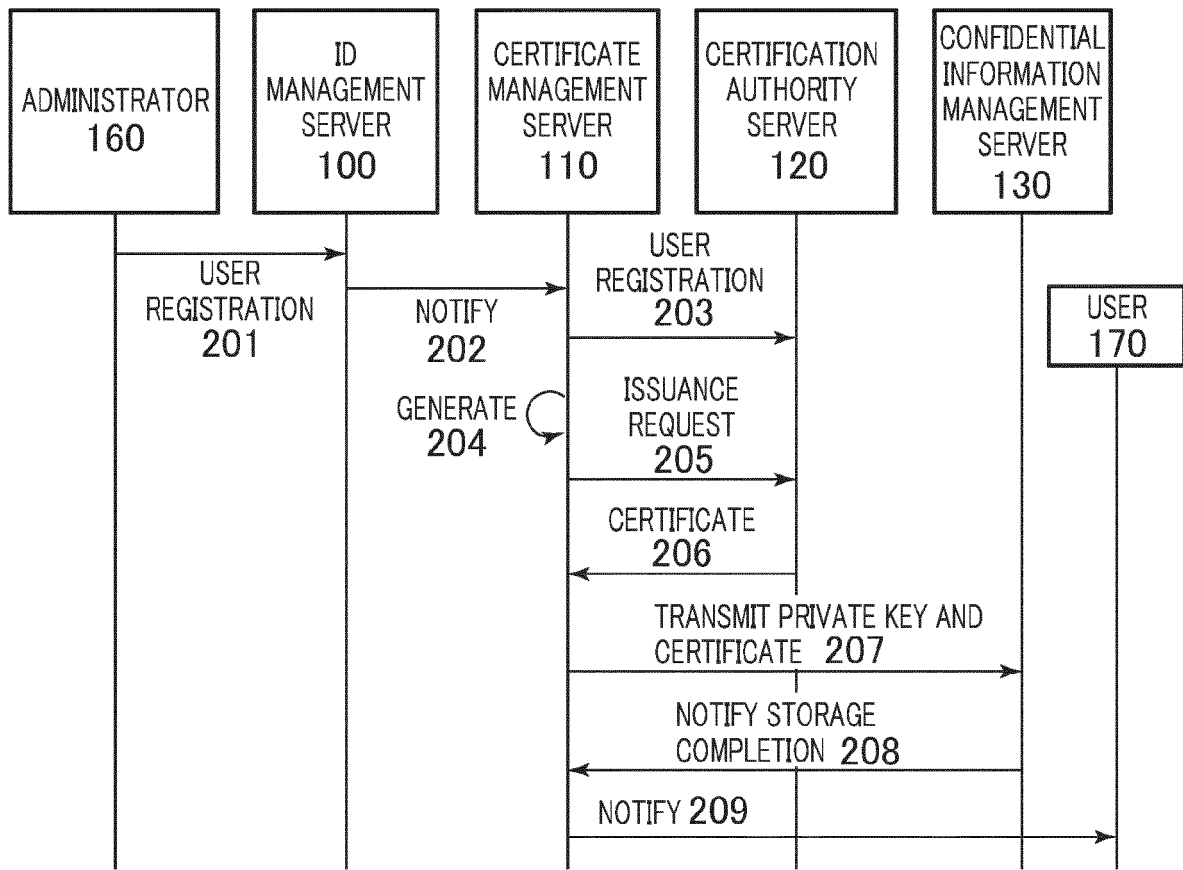 ADMINISTRATOR
160
ID
MANAGEMENT
SERVER
100
CERTIFICATE
MANAGEMENT
SERVER
110
CERTIFICATION
AUTHORITY
SERVER
120
CONFIDENTIAL
INFORMATION
MANAGEMENT
SERVER
130
USER
REGISTRATION
201
NOTIFY
202
USER
REGISTRATION
203
USER
170
GENERATE
204
ISSUANCE
REQUEST
205
CERTIFICATE
206
TRANSMIT PRIVATE KEY AND
CERTIFICATE 207
NOTIFY STORAGE
COMPLETION 208
NOTIFY 209